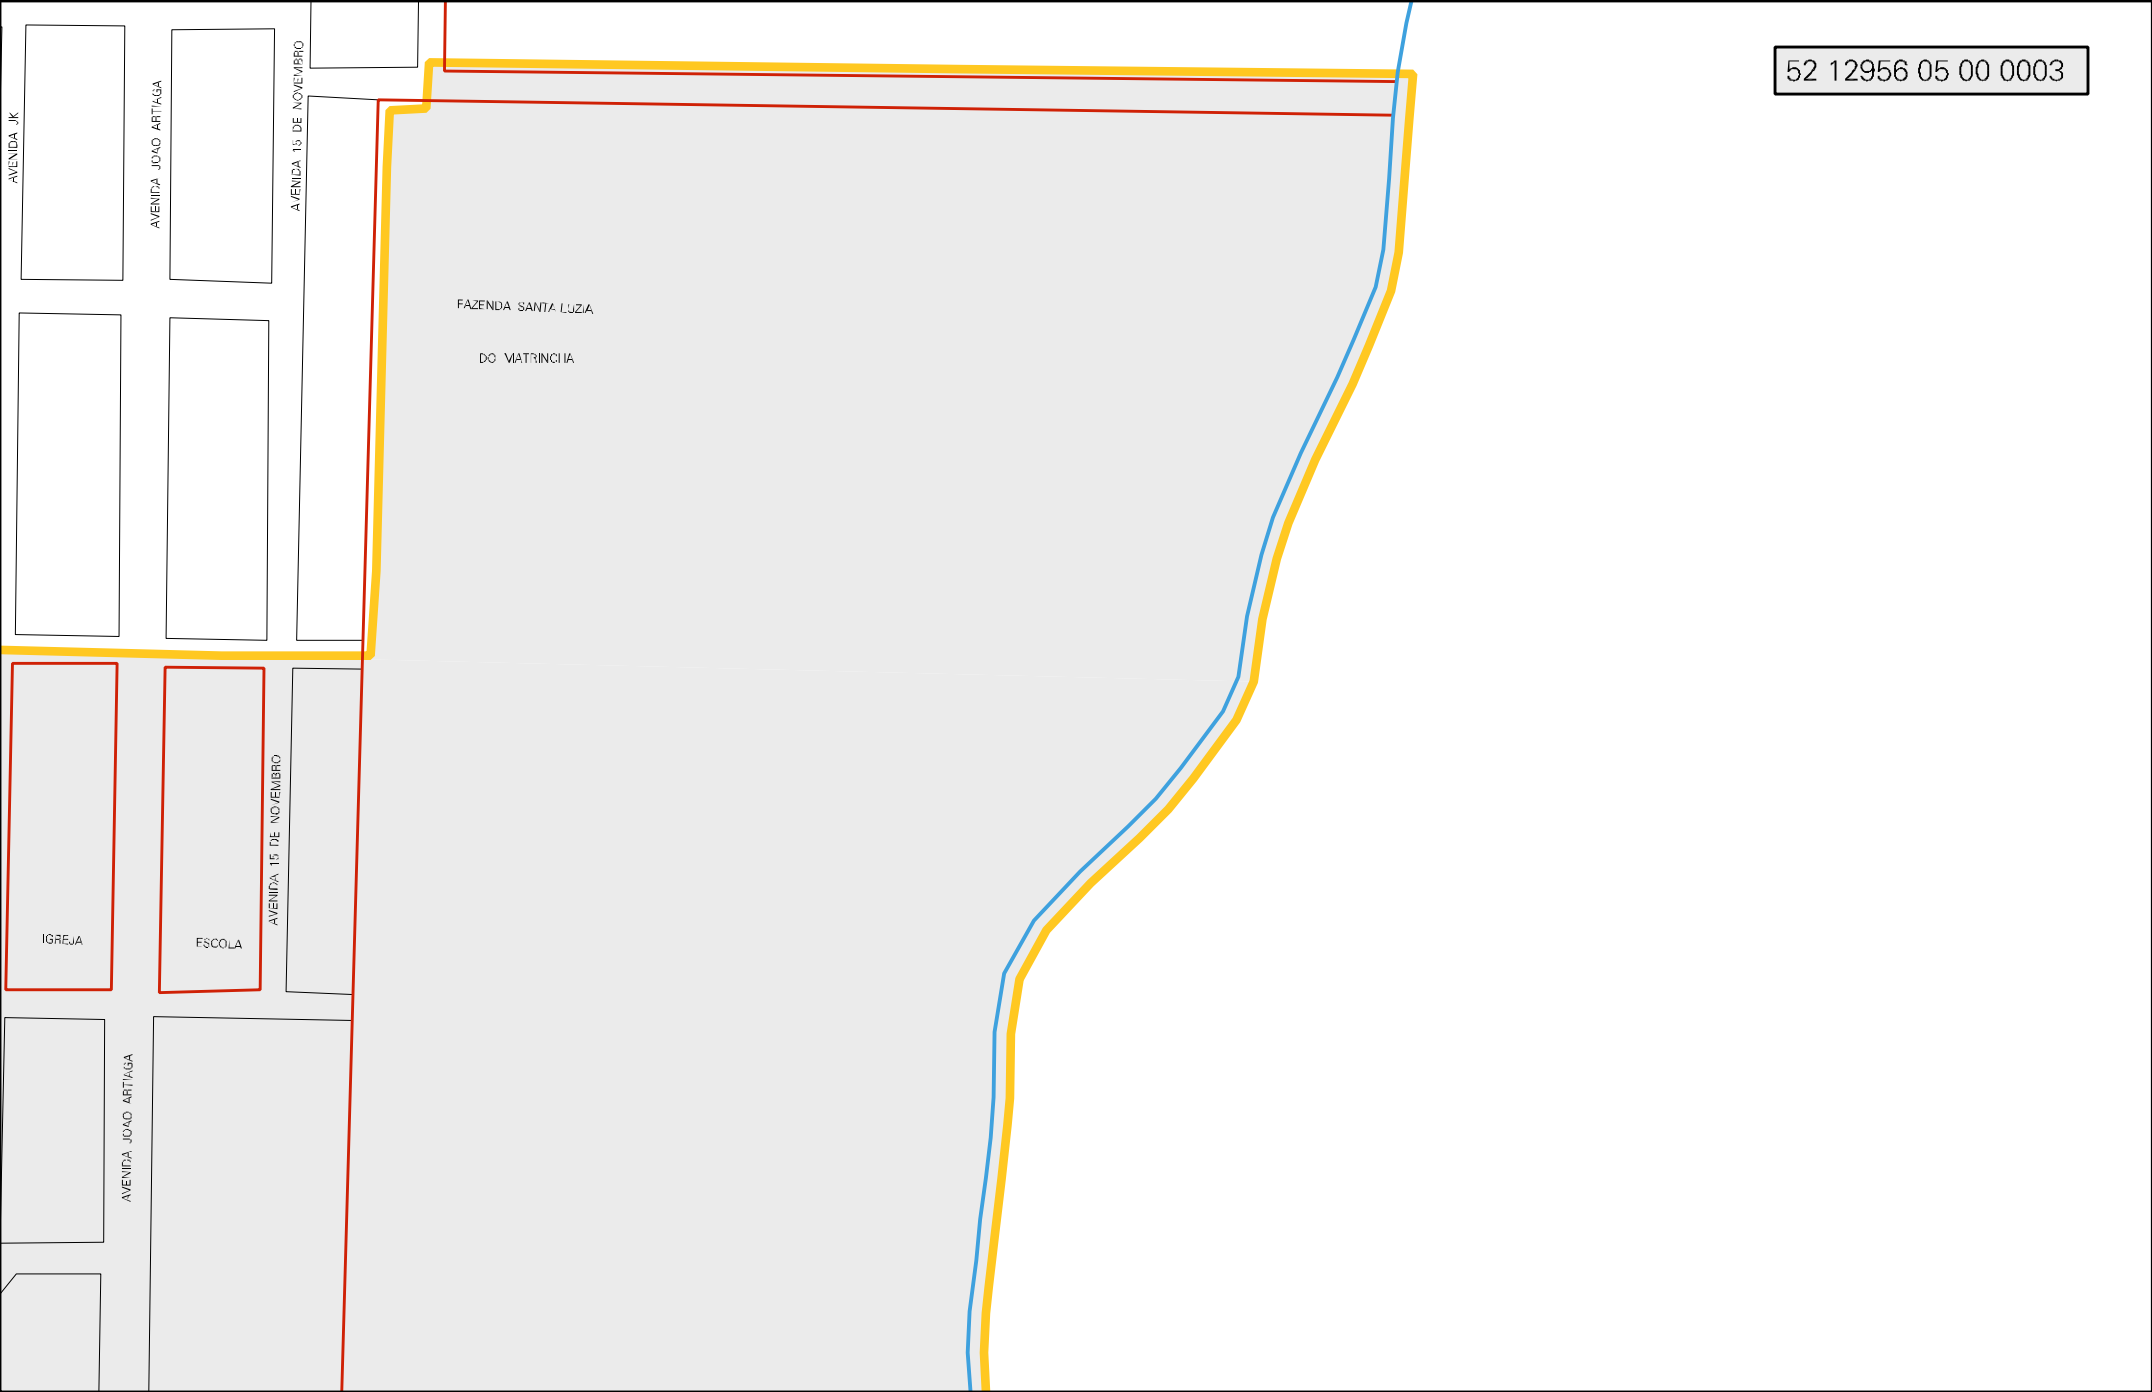 52 12956 05 00 0003
AVENIDA JK
AVENIDA JOAO ARTIAGA
AVENIDA 15 DE NOVEMBRO
FAZENDA SANTA LUZIA
DO MATRINCHA
AVENIDA 15 DE NOVEMBRO
IGREJA
ESCOLA
AVENIDA JOAO ARTIAGA